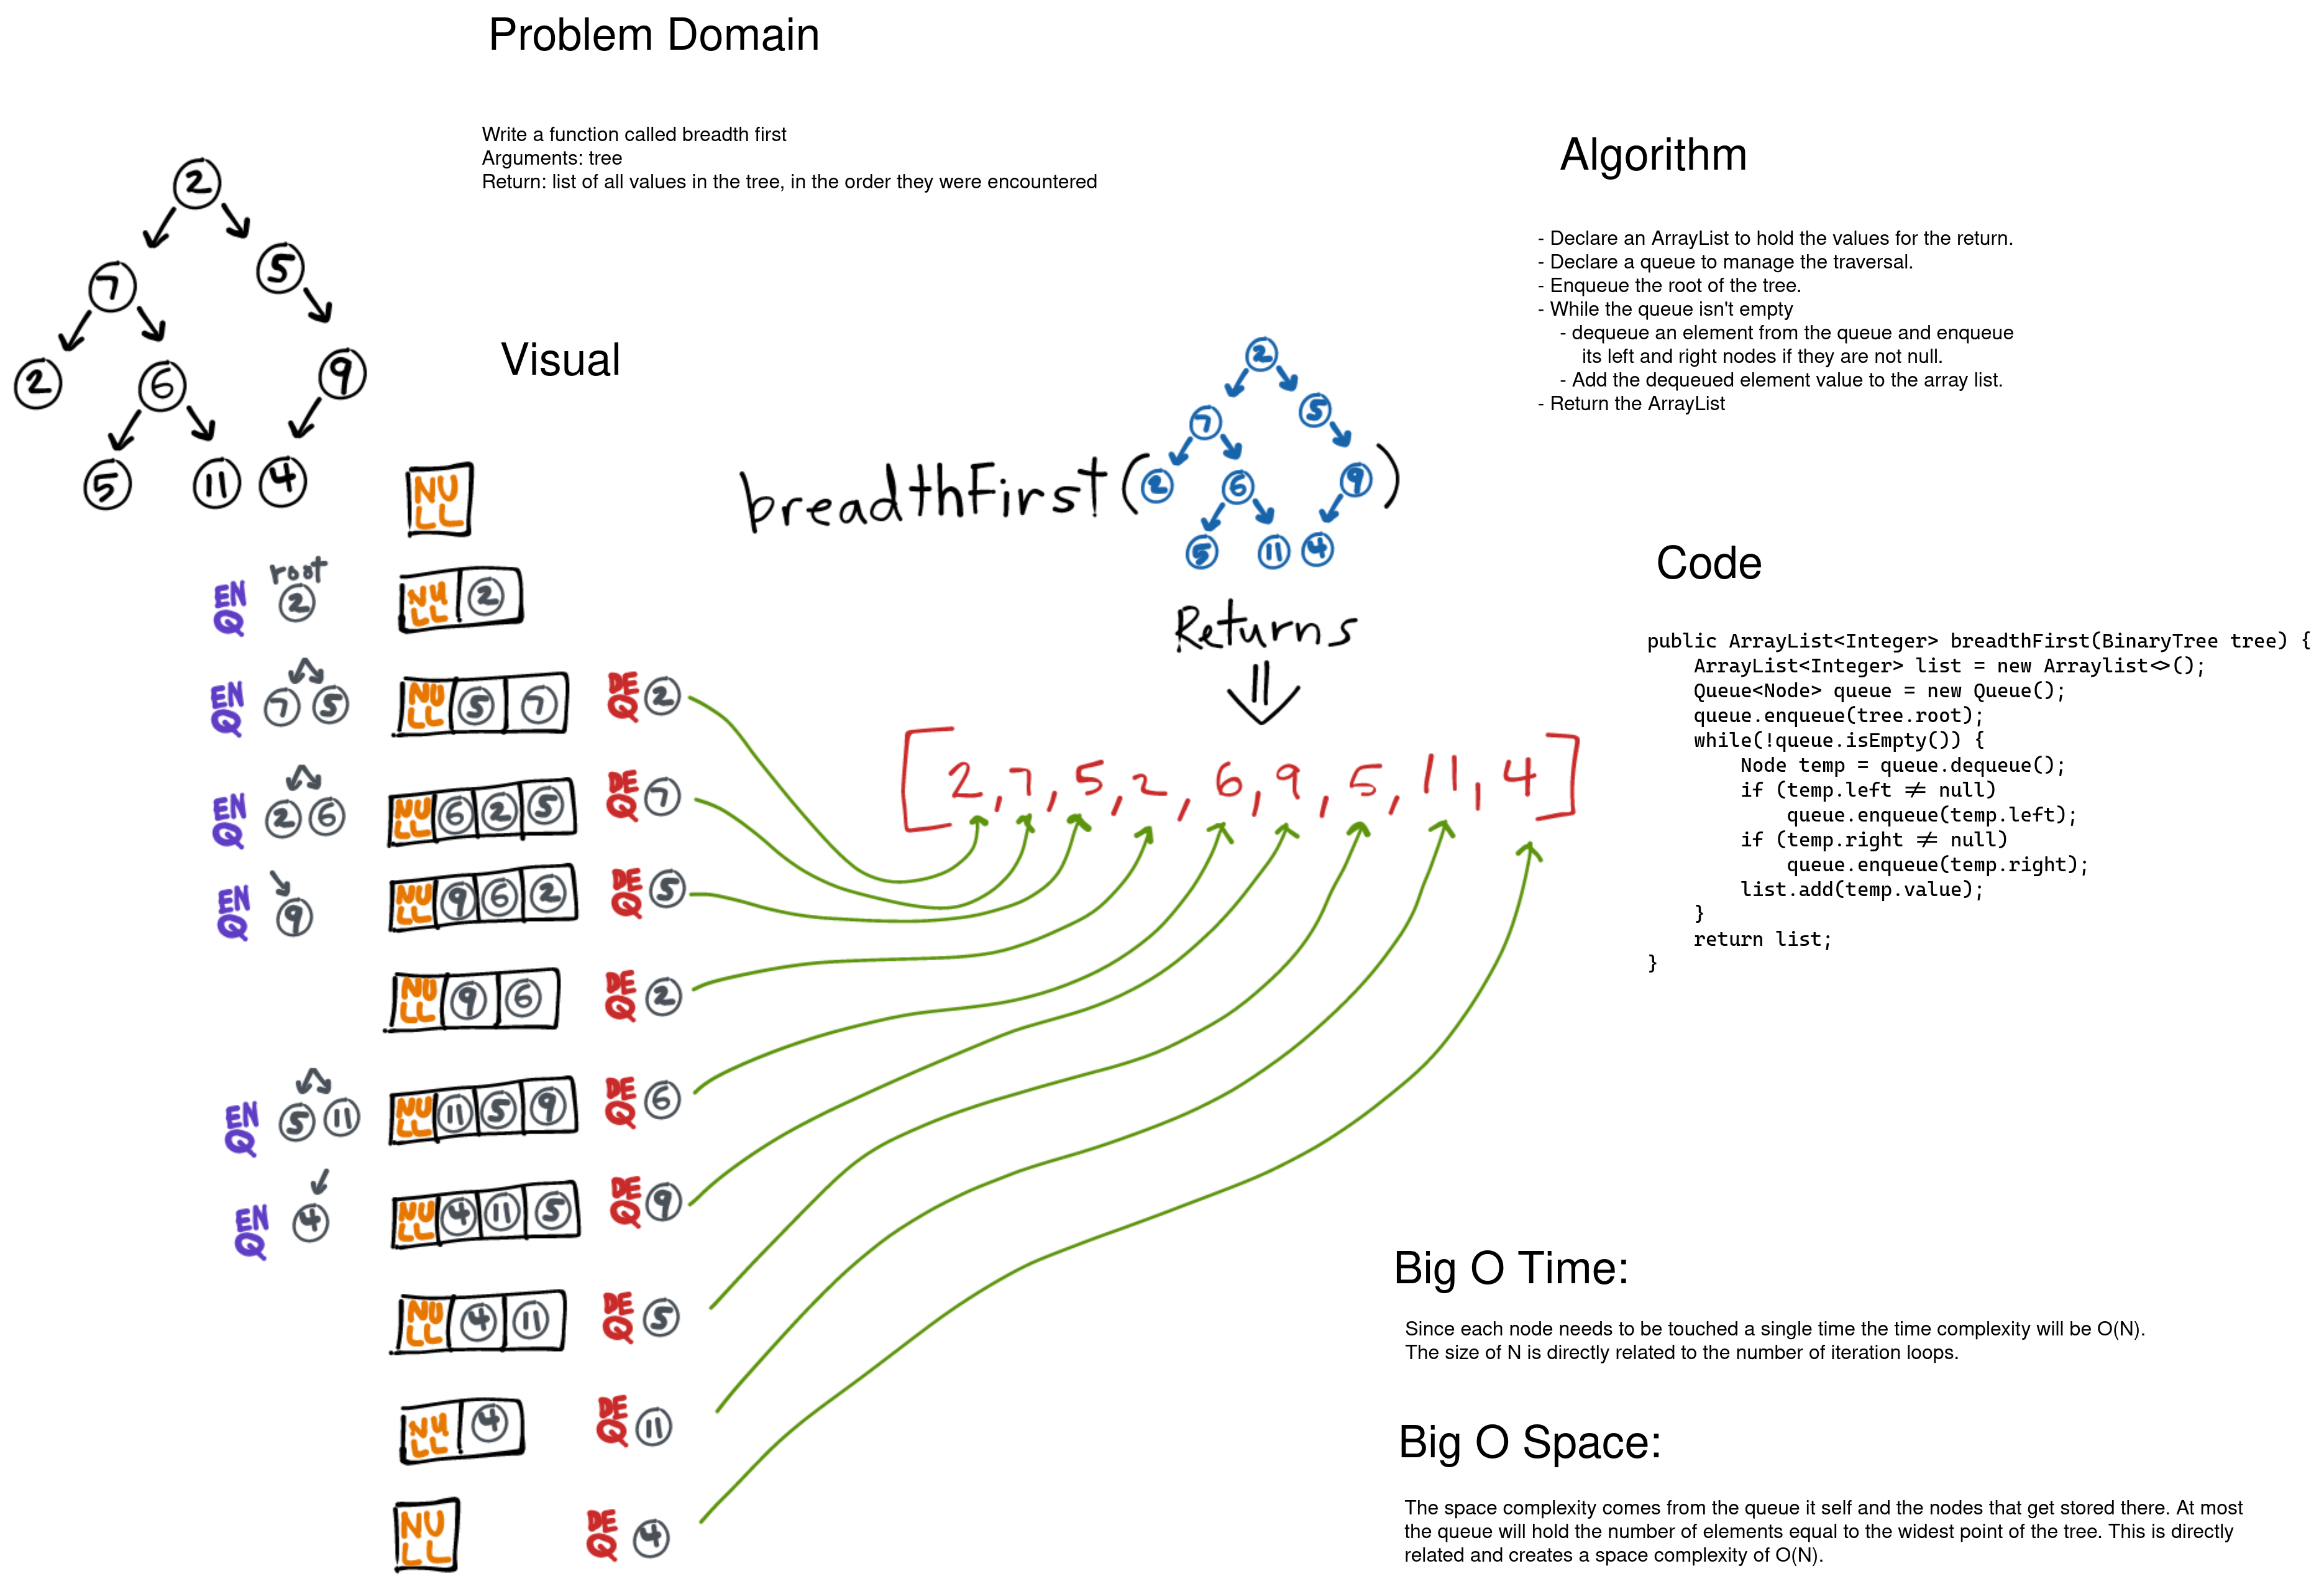 Problem Domain
Write a function called breadth first
Arguments: tree
Return: list of all values in the tree, in the order they were encountered
2
7 5
2 6 9
5 11 4
Visual
breadthFirst(
2
7 5
2 6 9
5 11 4
)
Returns
[2,7,5,2,6,9,5,11,4]
NU
LL
root
EN
Q 2
NU
LL 2
EN
Q 7 5
NU
LL 5 7
DE
Q 2
EN
Q 2 6
NU
LL 6 2 5
DE
Q 7
EN
Q 9
NU
LL 9 6 2
DE
Q 5
NU
LL 9 6
DE
Q 2
EN
Q 5 11
NU
LL 11 5 9
DE
Q 6
EN
Q 4
NU
LL 4 11 5
DE
Q 9
NU
LL 4 11
DE
Q 5
NU
LL 4
DE
Q 11
NU
LL
DE
Q 4
Algorithm
- Declare an ArrayList to hold the values for the return.
- Declare a queue to manage the traversal.
- Enqueue the root of the tree.
- While the queue isn't empty
- dequeue an element from the queue and enqueue
its left and right nodes if they are not null.
- Add the dequeued element value to the array list.
- Return the ArrayList
Code
public ArrayList<Integer> breadthFirst(BinaryTree tree) {
ArrayList<Integer> list = new Arraylist<>();
Queue<Node> queue = new Queue();
queue.enqueue(tree.root);
while(!queue.isEmpty()) {
Node temp = queue.dequeue();
if (temp.left ≠ null)
queue.enqueue(temp.left);
if (temp.right ≠ null)
queue.enqueue(temp.right);
list.add(temp.value);
}
return list;
}
Big O Time:
Since each node needs to be touched a single time the time complexity will be O(N).
The size of N is directly related to the number of iteration loops.
Big O Space:
The space complexity comes from the queue it self and the nodes that get stored there. At most
the queue will hold the number of elements equal to the widest point of the tree. This is directly
related and creates a space complexity of O(N).